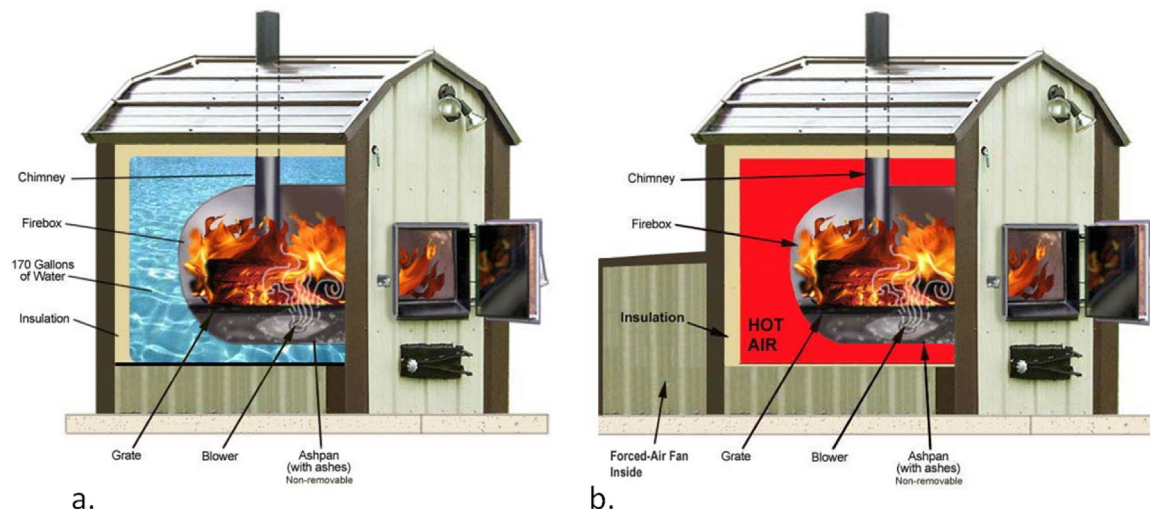 Chimney
Firebox
170 Gallons
of Water
Insulation
Grate
Blower
Ashpan
(with ashes)
Non-removable
a.
Chimney
Firebox
Insulation
HOT
AIR
Forced-Air Fan
Inside
Grate
Blower
Ashpan
(with ashes)
Non-removable
b.